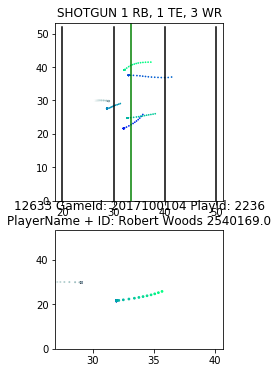 SHOTGUN 1 RB, 1 TE, 3 WR
50
40
30
20
10
0
20 30 40 50
12639 GameId: 2017100104 PlayId: 2236
PlayerName + ID: Robert Woods 2540169.0
40
20
0
30 35 40